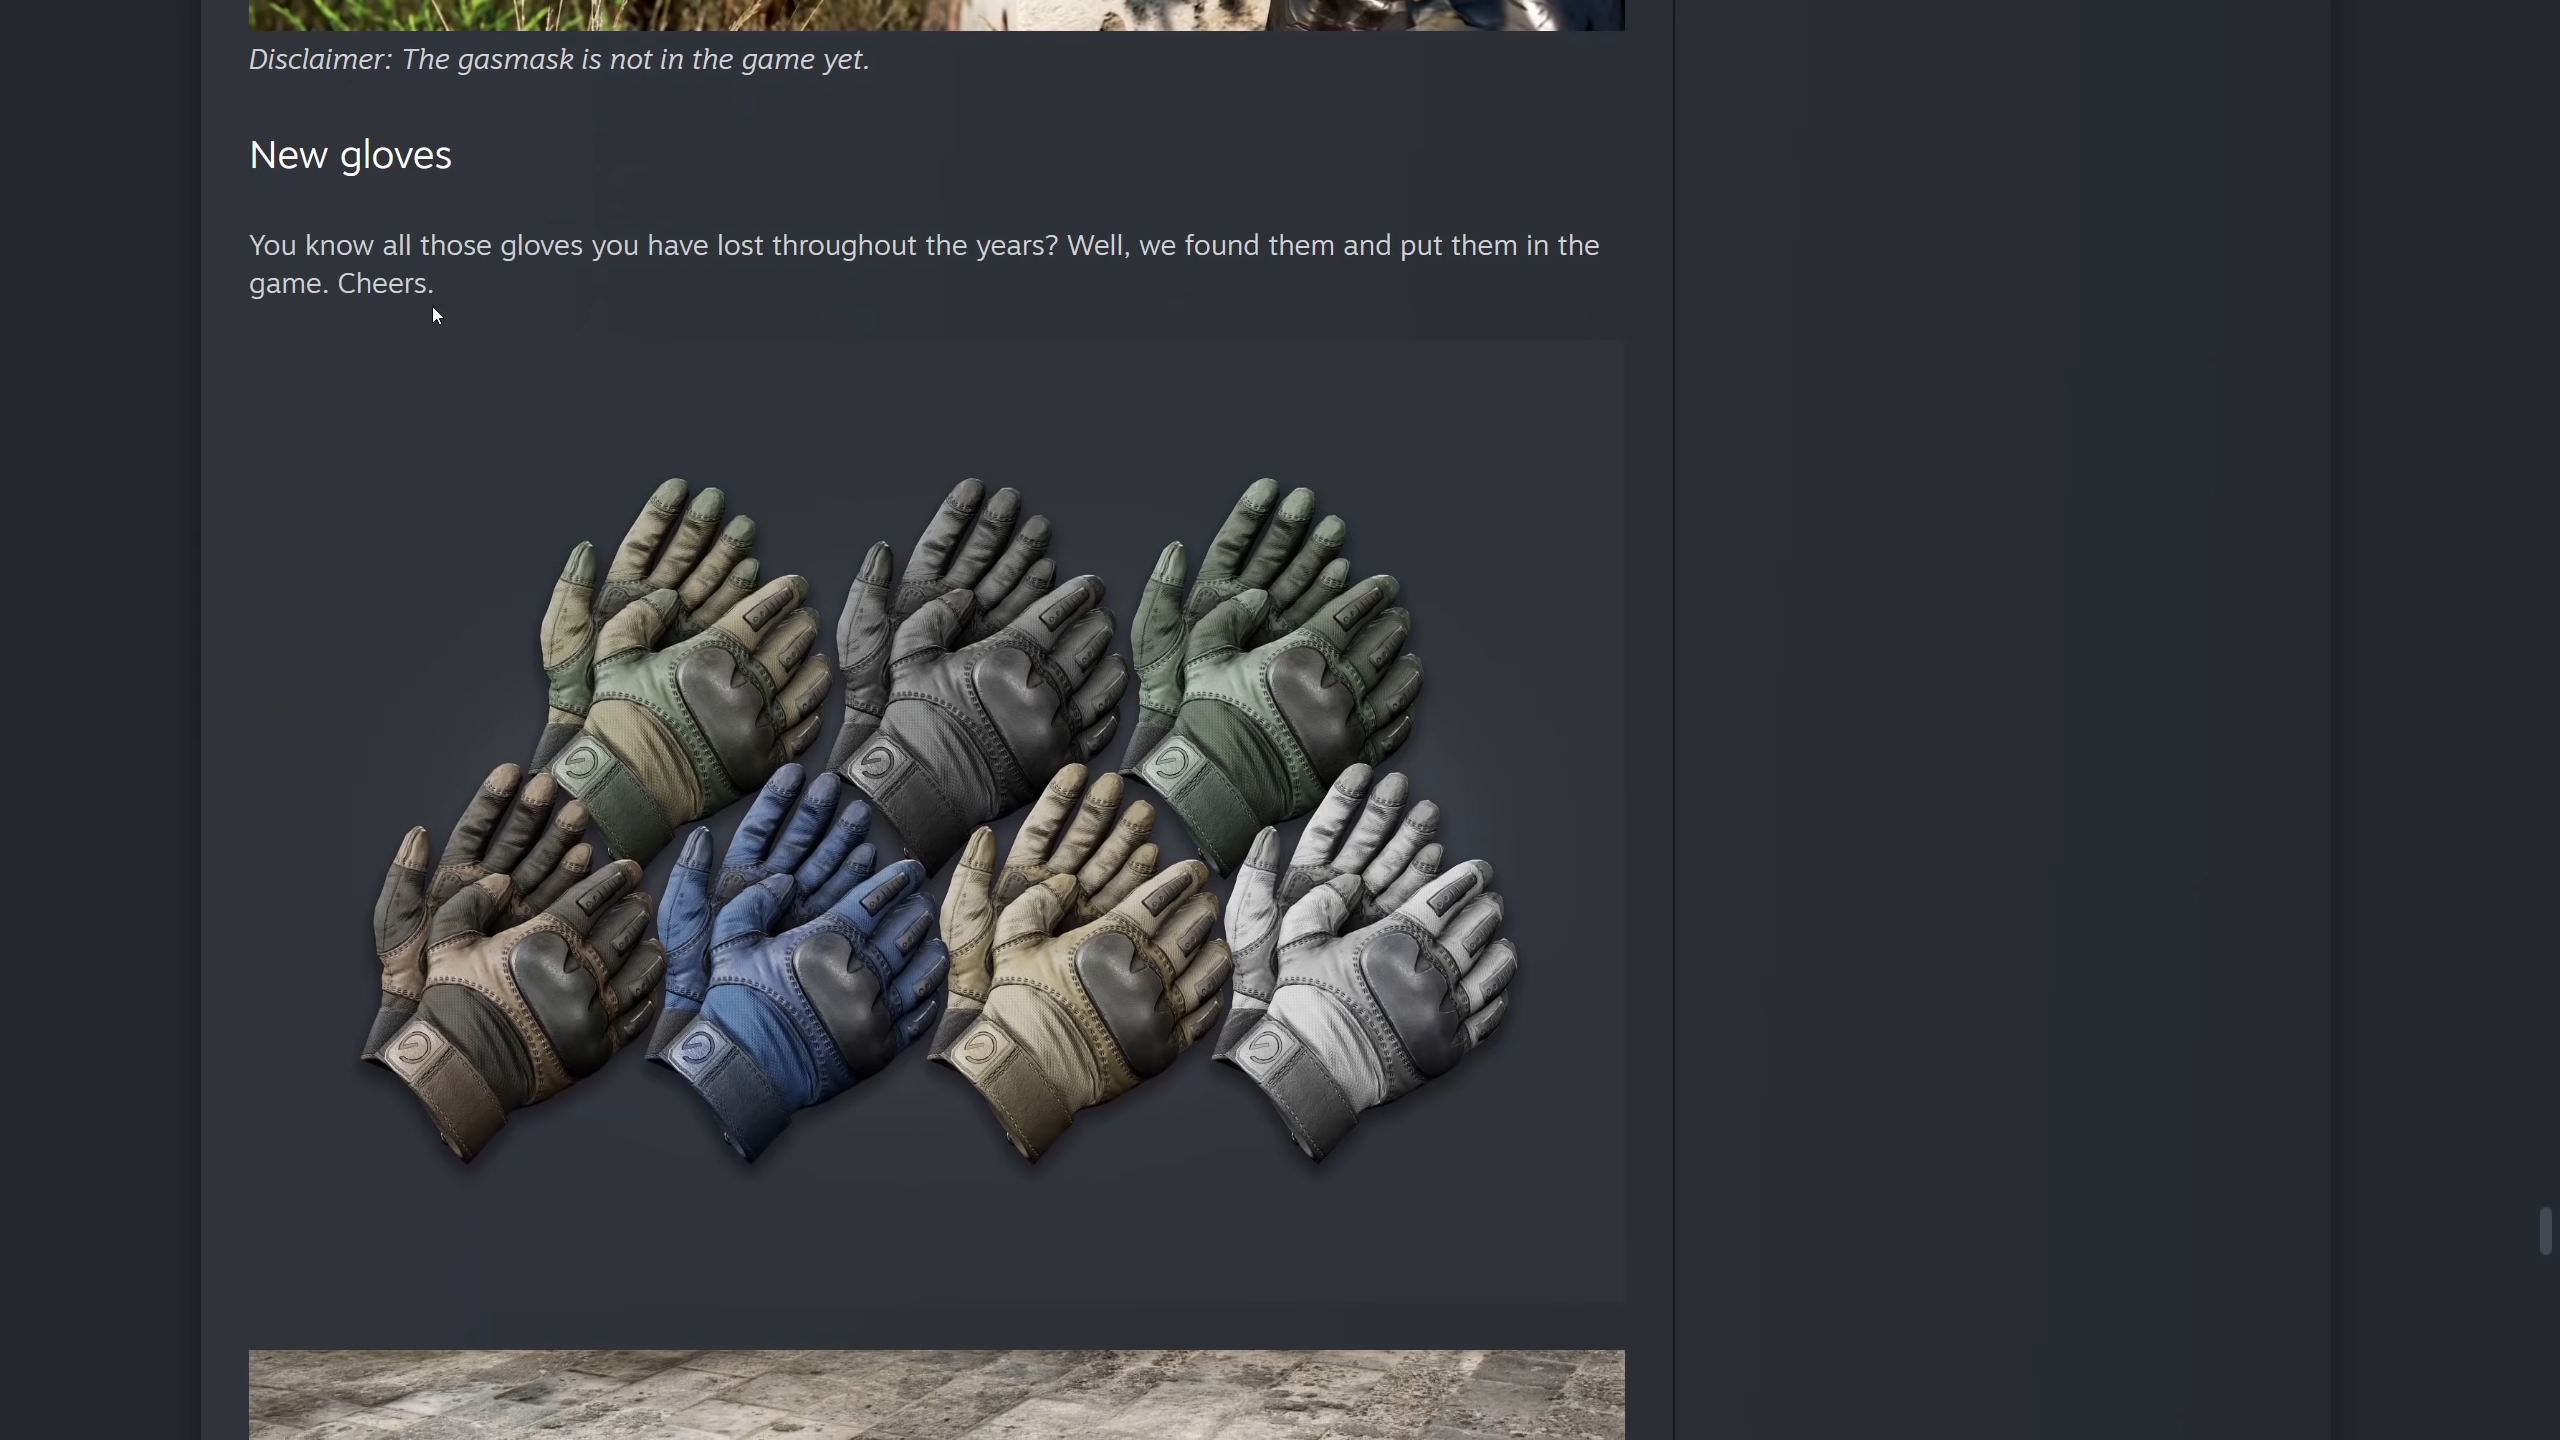 Disclaimer: The gasmask is not in the game yet.
New gloves
You know all those gloves you have lost throughout the years? Well, we found them and put them in the
game. Cheers.